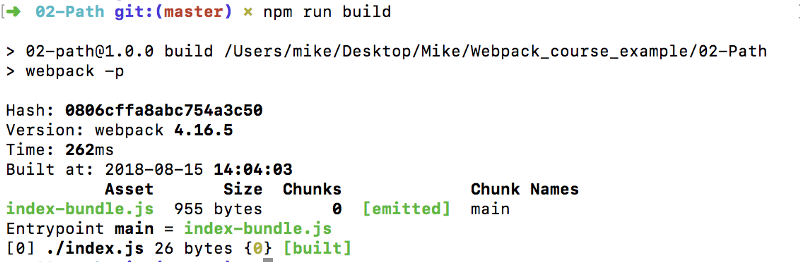 [➜ 02-Path git:(master) × npm run build
> 02-path@1.0.0 build /Users/mike/Desktop/Mike/Webpack_course_example/02-Path
> webpack -p
Hash: 0806cffa8abc754a3c50
Version: webpack 4.16.5
Time: 262ms
Built at: 2018-08-15 14:04:03
Asset Size Chunks Chunk Names
index-bundle.js 955 bytes 0 [emitted] main
Entrypoint main = index-bundle.js
[0] ./index.js 26 bytes {0} [built]